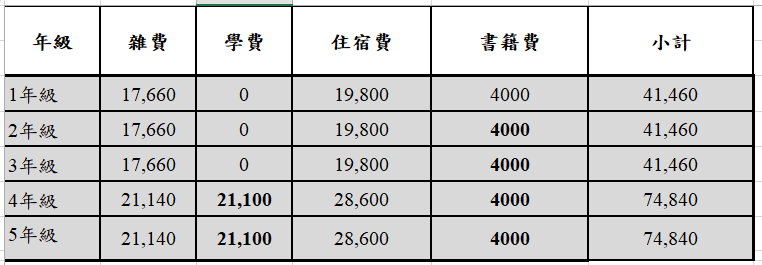 年級 雜費 學費 住宿費 書籍費 小計
1年級 17,660 0 19,800 4000 41,460
2年級 17,660 0 19,800 4000 41,460
3年級 17,660 0 19,800 4000 41,460
4年級 21,140 21,100 28,600 4000 74,840
5年級 21,140 21,100 28,600 4000 74,840